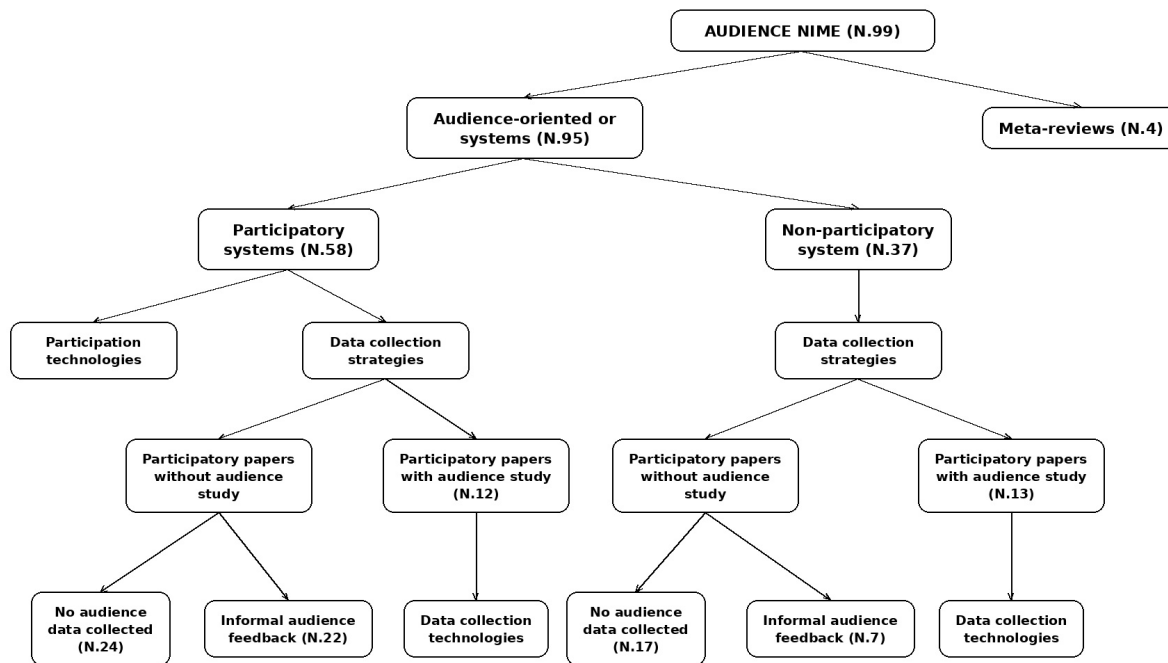 AUDIENCE NIME (N.99)
Audience-oriented or
systems (N.95)
Meta-reviews (N.4)
Participatory
systems (N.58)
Non-participatory
system (N.37)
Participation
technologies
Data collection
strategies
Data collection
strategies
Participatory papers
without audience
study
Participatory papers
with audience study
(N.12)
Participatory papers
without audience
study
Participatory papers
with audience study
(N.13)
No audience
data collected
(N.24)
Informal audience
feedback (N.22)
Data collection
technologies
No audience
data collected
(N.17)
Informal audience
feedback (N.7)
Data collection
technologies